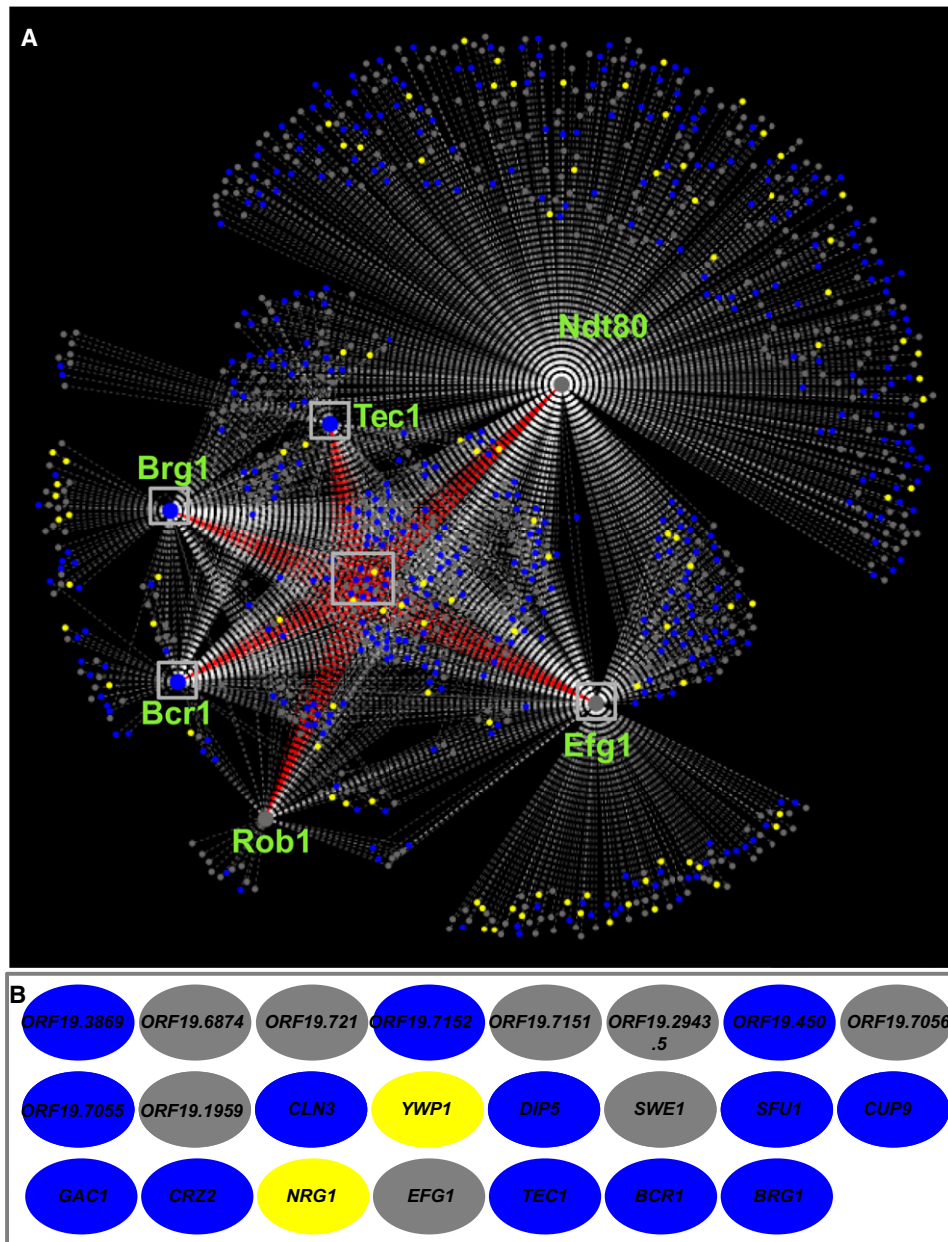 A
Ndt80
Tec1
Brg1
Bcr1
Efg1
Rob1
B
ORF19.3869 ORF19.6874 ORF19.721 ORF19.7152 ORF19.7151 ORF19.2943 ORF19.450 ORF19.7056
.5
ORF19.7055 ORF19.1959 CLN3 YWP1 DIP5 SWE1 SFU1 CUP9
GAC1 CRZ2 NRG1 EFG1 TEC1 BCR1 BRG1